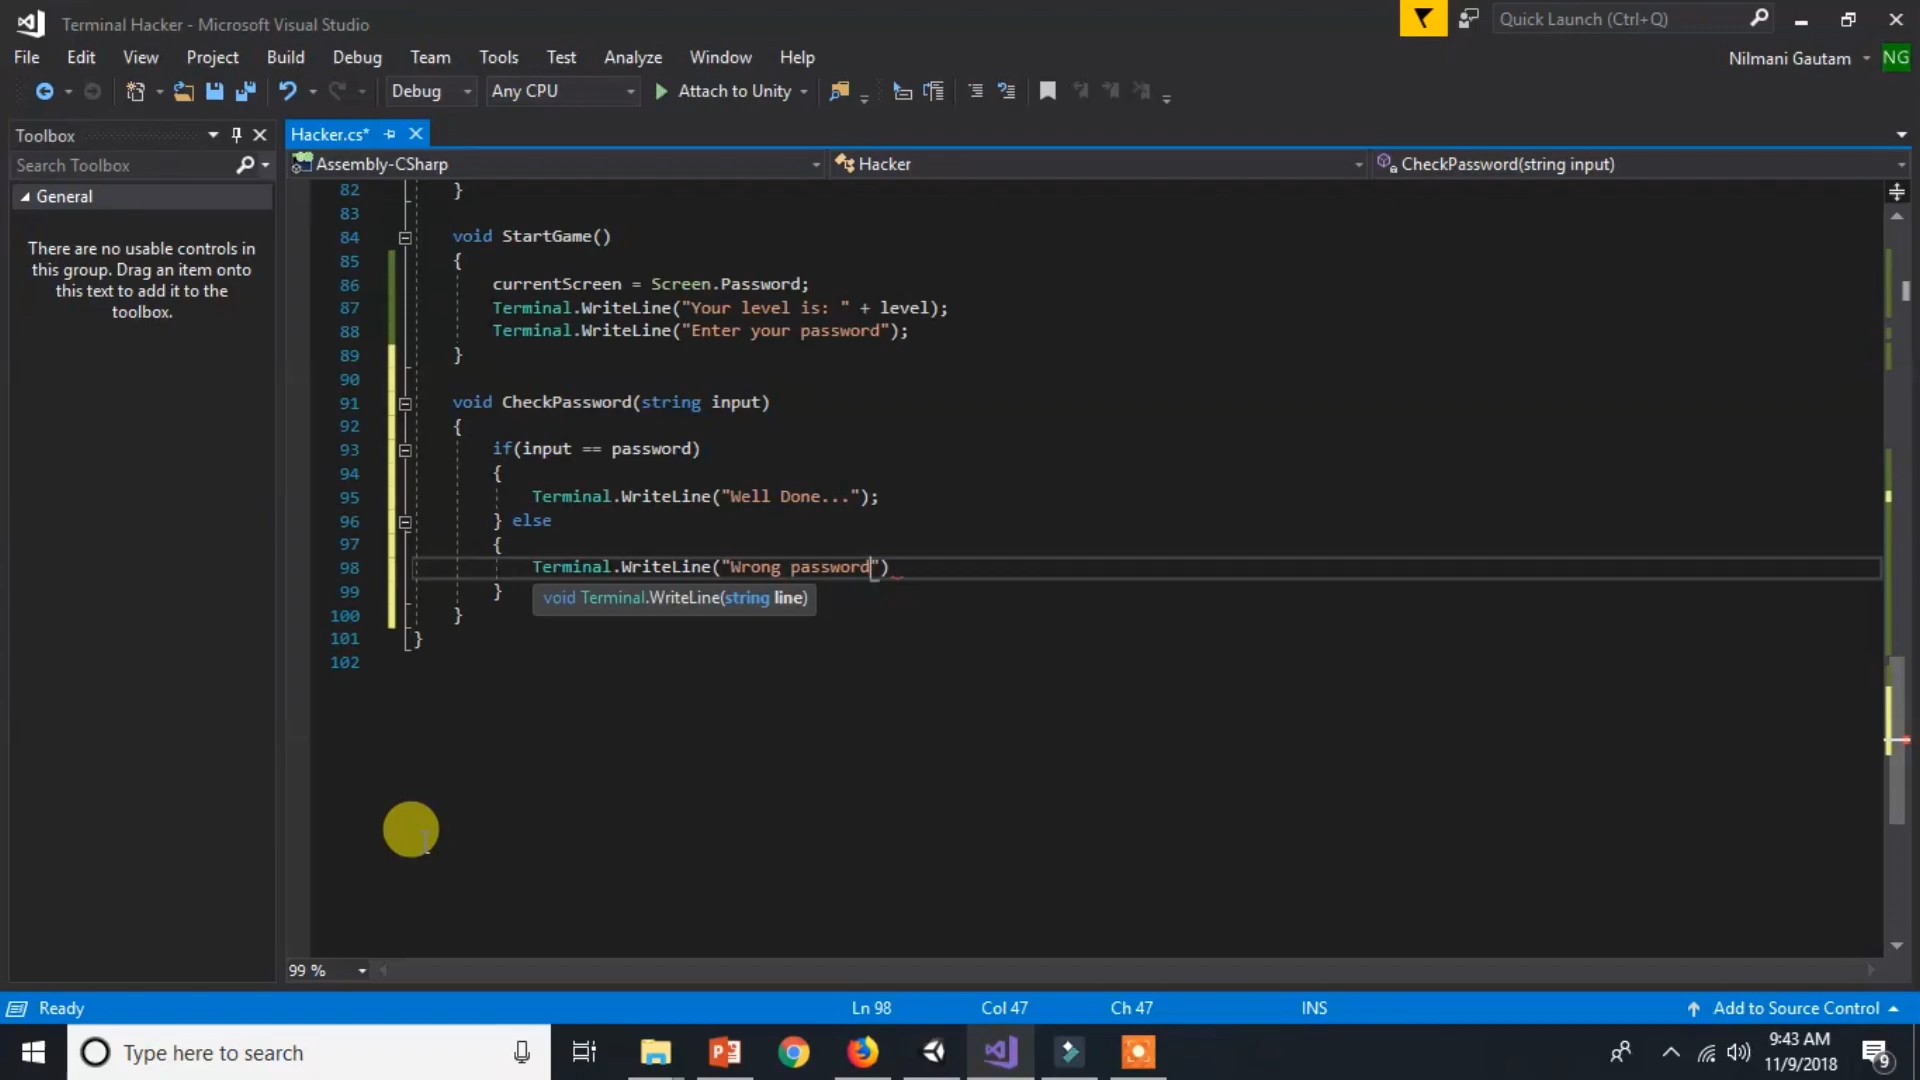 Terminal Hacker - Microsoft Visual Studio
Quick Launch (Ctrl+Q)
File Edit View Project Build Debug Team Tools Test Analyze Window Help
Nilmani Gautam NG
Debug Any CPU Attach to Unity
Toolbox
Hacker.cs*
Search Toolbox
Assembly-CSharp Hacker CheckPassword(string input)
General
There are no usable controls in
this group. Drag an item onto
this text to add it to the
toolbox.
82 }
83
84 void StartGame()
85 {
86 currentScreen = Screen.Password;
87 Terminal.WriteLine("Your level is: " + level);
88 Terminal.WriteLine("Enter your password");
89 }
90
91 void CheckPassword(string input)
92 {
93 if(input == password)
94 {
95 Terminal.WriteLine("Well Done...");
96 } else
97 {
98 Terminal.WriteLine("Wrong password")
99 }
void Terminal.WriteLine(string line)
100 }
101 }
102
99 %
Ready Ln 98 Col 47 Ch 47 INS Add to Source Control
Type here to search
9:43 AM
11/9/2018
9